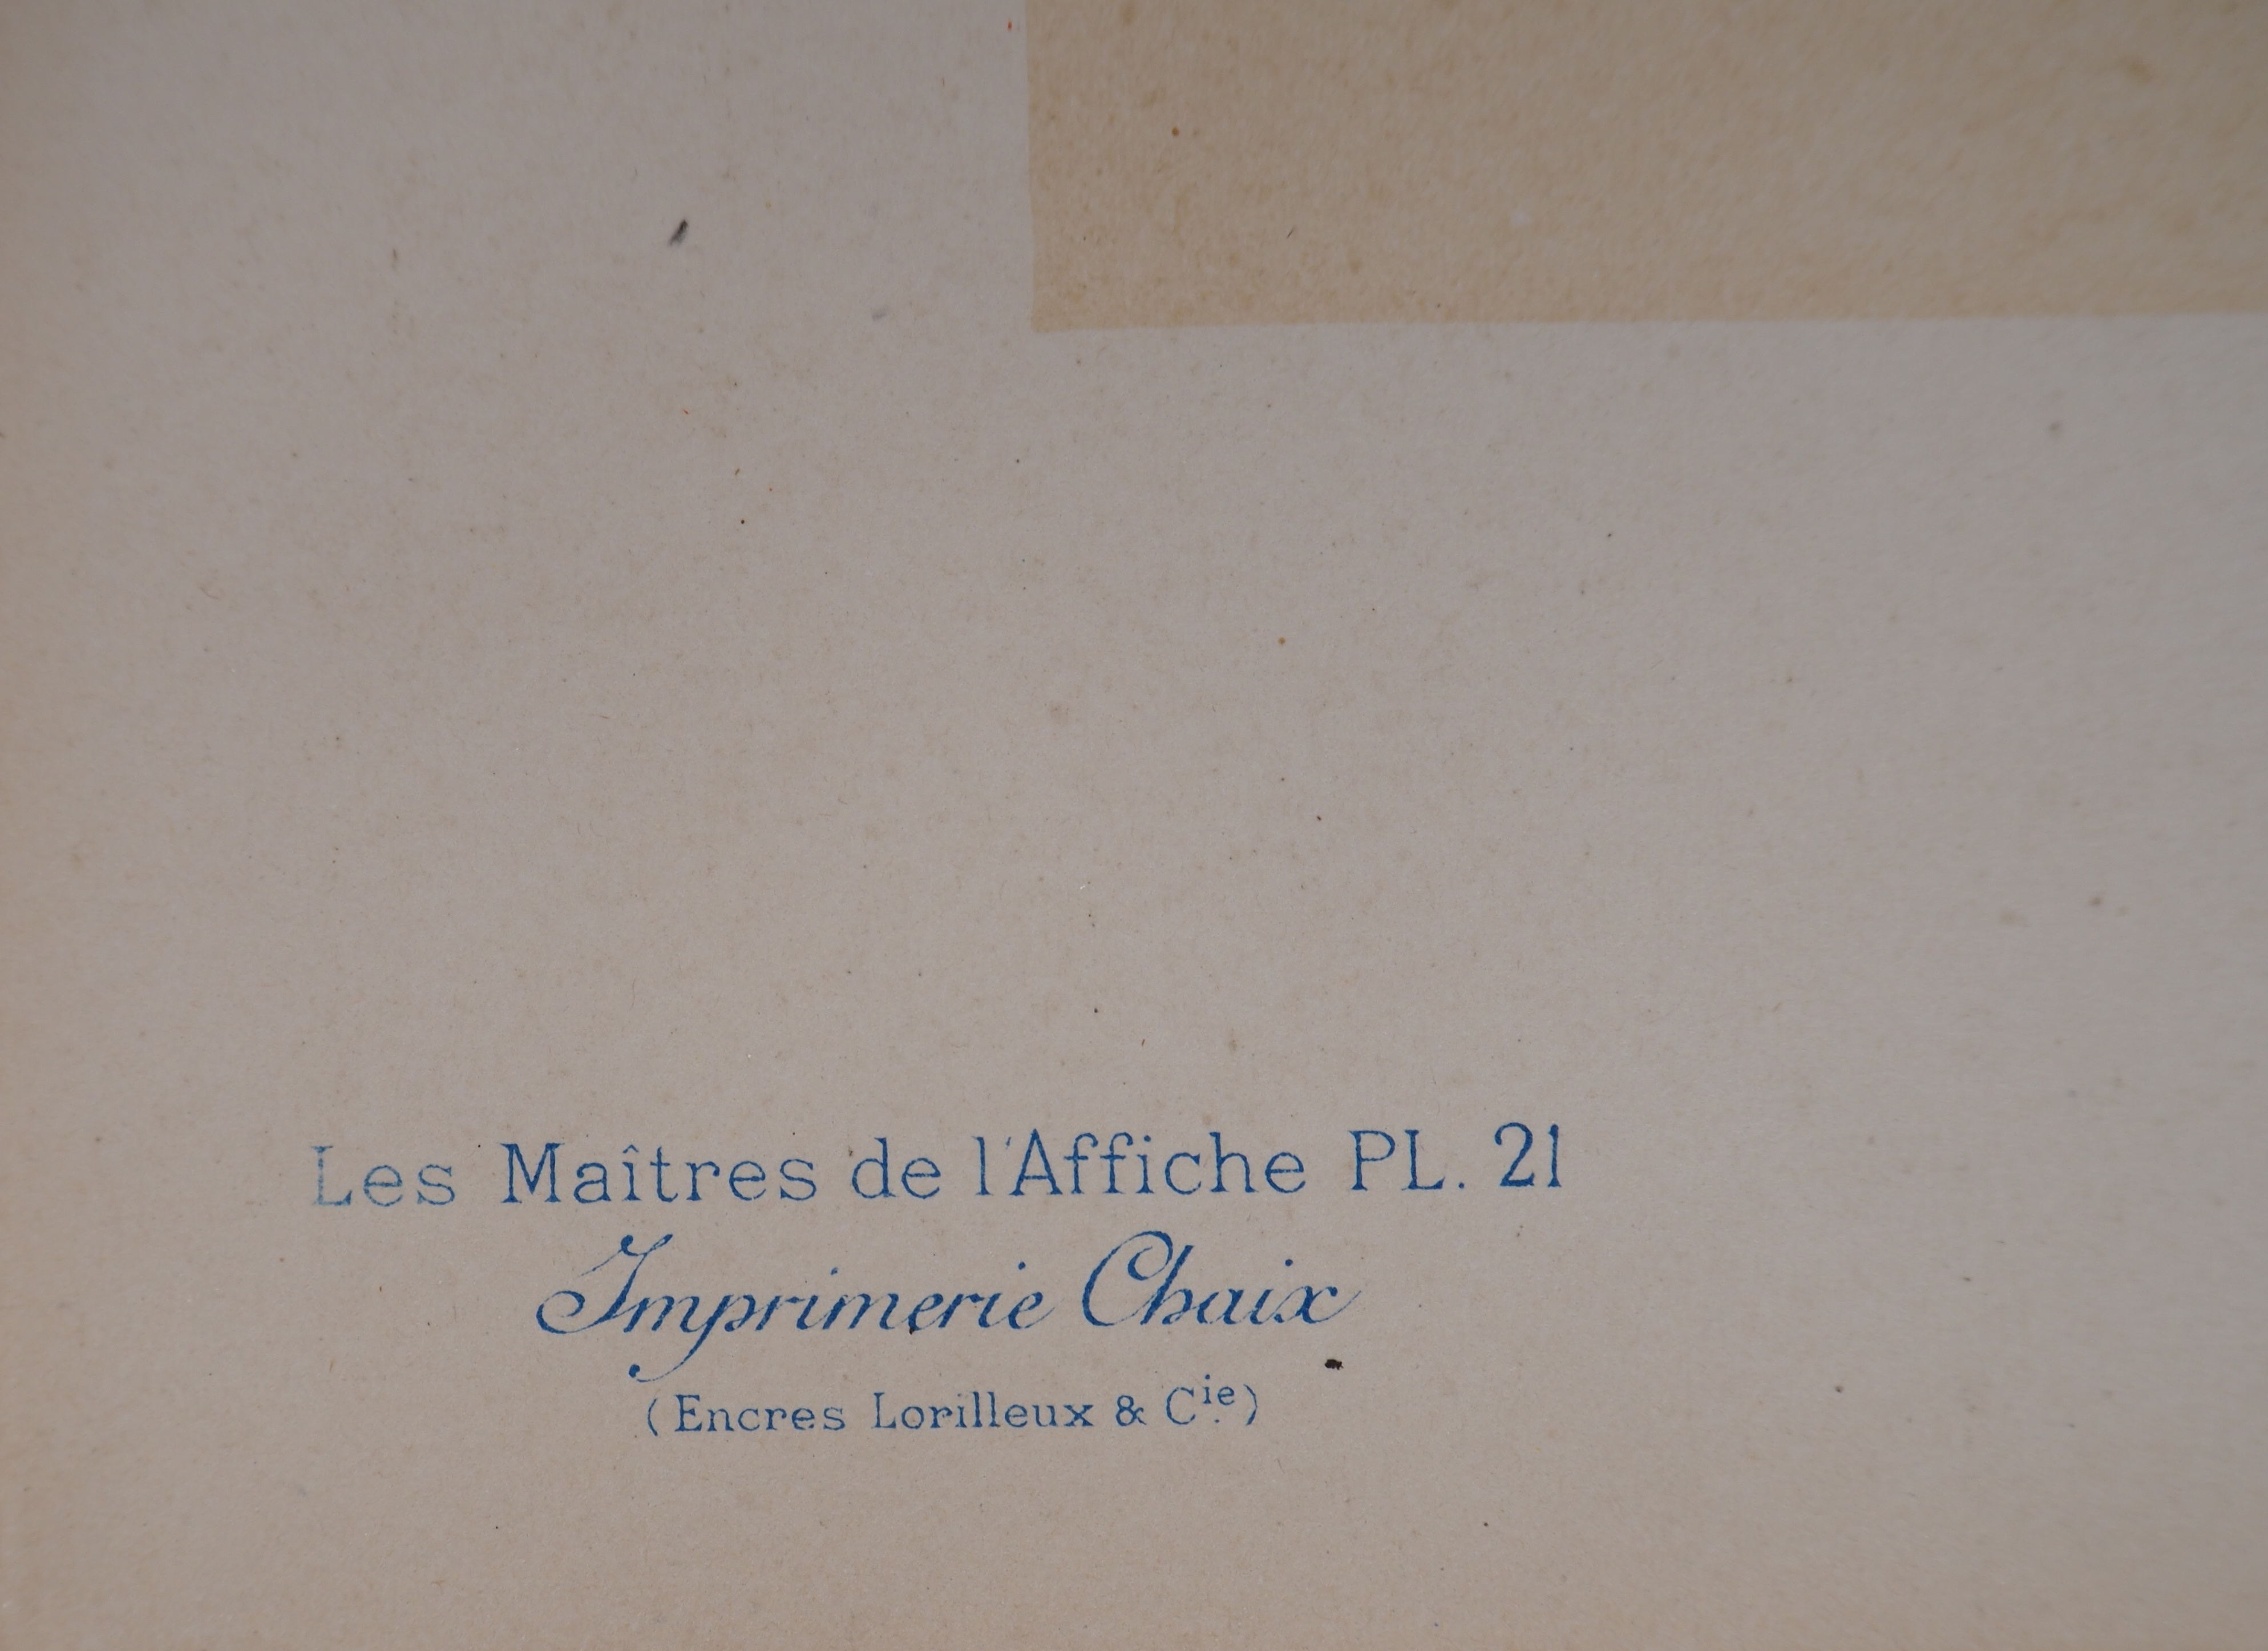 Les Maîtres de l'Affiche PL. 21
Imprimerie Chaix
(Encres Lorilleux & Cie.)